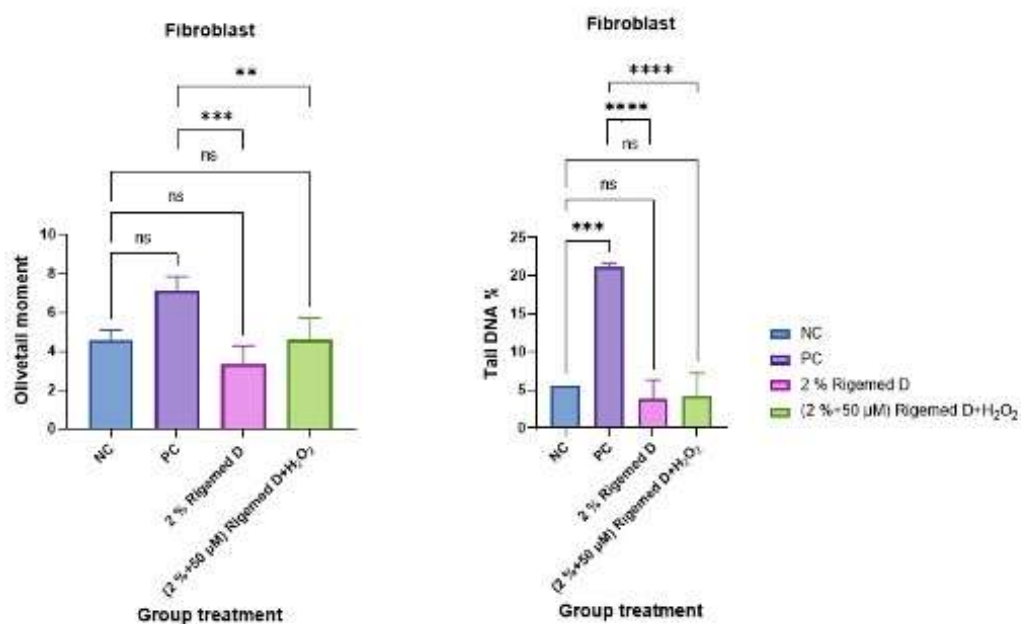 Fibroblast
**
***
ns
ns
ns
Olivetail moment
10
8
6
4
2
0
NC
PC
2 % Rigemed D
(2 %+50 µM) Rigemed D+H₂O₂
Group treatment
Fibroblast
****
****
ns
ns
***
Tail DNA %
25
20
15
10
5
0
NC
PC
2 % Rigemed D
(2 %+50 µM) Rigemed D+H₂O₂
Group treatment
NC
PC
2 % Rigemed D
(2 %+50 µM) Rigemed D+H₂O₂